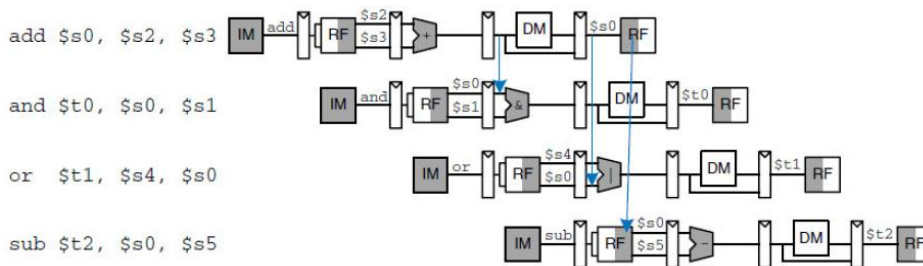 add $s0, $s2, $s3 IM add RF $s2 $s3 + DM $s0 RF
and $t0, $s0, $s1 IM and RF $s0 $s1 & DM $t0 RF
or $t1, $s4, $s0 IM or RF $s4 $s0 | DM $t1 RF
sub $t2, $s0, $s5 IM sub RF $s0 $s5 - DM $t2 RF